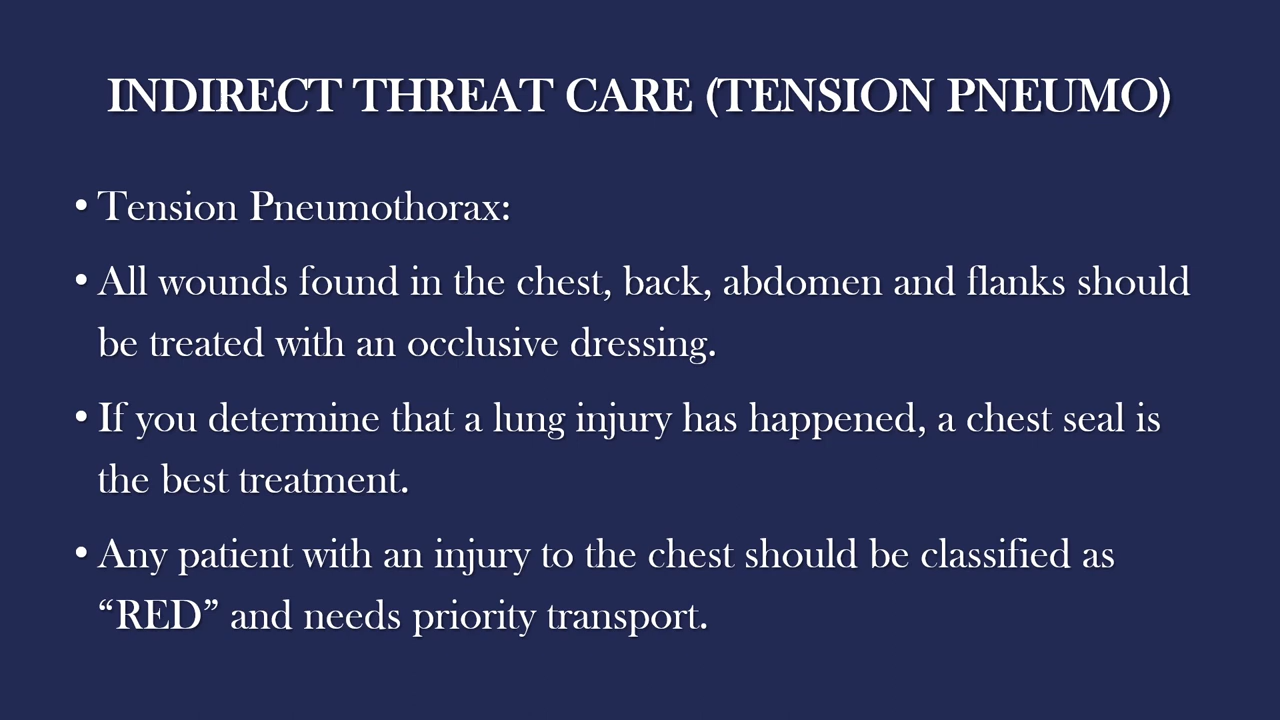 INDIRECT THREAT CARE (TENSION PNEUMO)
• Tension Pneumothorax:
• All wounds found in the chest, back, abdomen and flanks should
be treated with an occlusive dressing.
• If you determine that a lung injury has happened, a chest seal is
the best treatment.
• Any patient with an injury to the chest should be classified as
“RED” and needs priority transport.